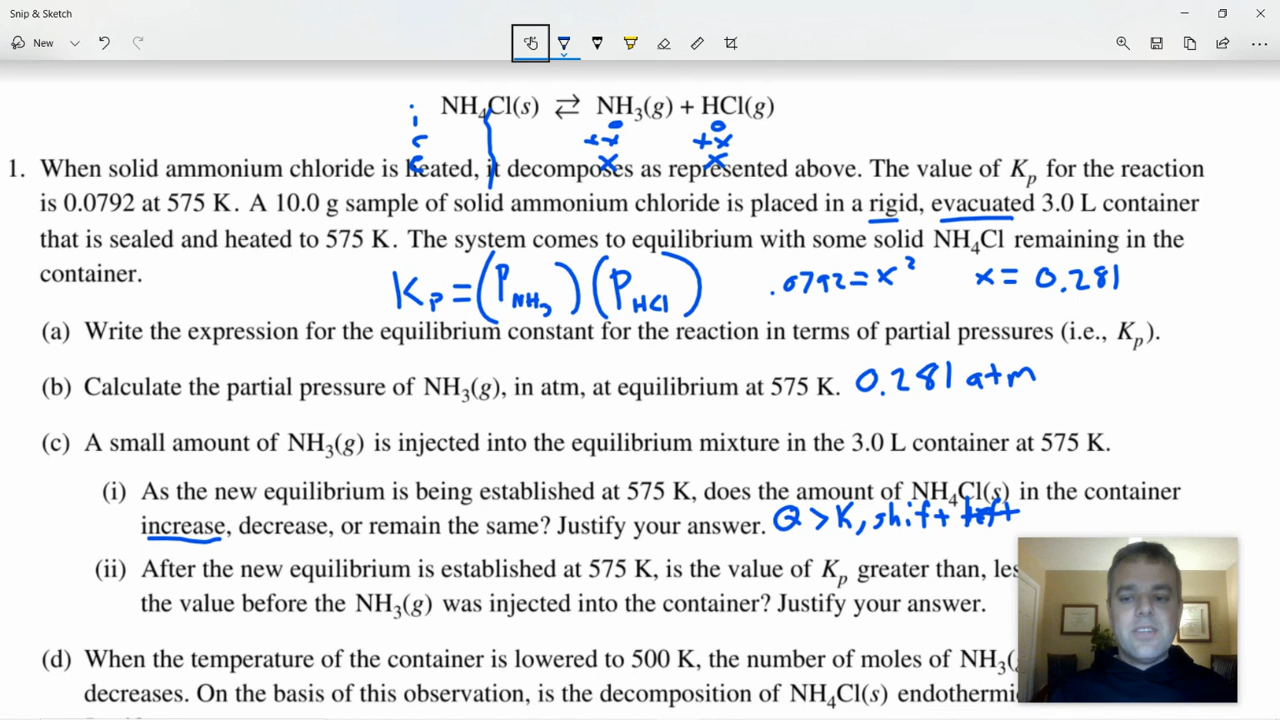 Snip & Sketch
New
NH₄Cl(s) ⇄ NH₃(g) + HCl(g)
i 0 0
c +x +x
e x x
1. When solid ammonium chloride is heated, it decomposes as represented above. The value of Kp for the reaction
is 0.0792 at 575 K. A 10.0 g sample of solid ammonium chloride is placed in a rigid, evacuated 3.0 L container
that is sealed and heated to 575 K. The system comes to equilibrium with some solid NH₄Cl remaining in the
container.
Kp = (P NH₃) (P HCl) .0792 = x² x = 0.281
(a) Write the expression for the equilibrium constant for the reaction in terms of partial pressures (i.e., Kp).
(b) Calculate the partial pressure of NH₃(g), in atm, at equilibrium at 575 K. 0.281 atm
(c) A small amount of NH₃(g) is injected into the equilibrium mixture in the 3.0 L container at 575 K.
(i) As the new equilibrium is being established at 575 K, does the amount of NH₄Cl(s) in the container
increase, decrease, or remain the same? Justify your answer. Q > K, shift left
(ii) After the new equilibrium is established at 575 K, is the value of Kp greater than, les
the value before the NH₃(g) was injected into the container? Justify your answer.
(d) When the temperature of the container is lowered to 500 K, the number of moles of NH₃(
decreases. On the basis of this observation, is the decomposition of NH₄Cl(s) endothermi